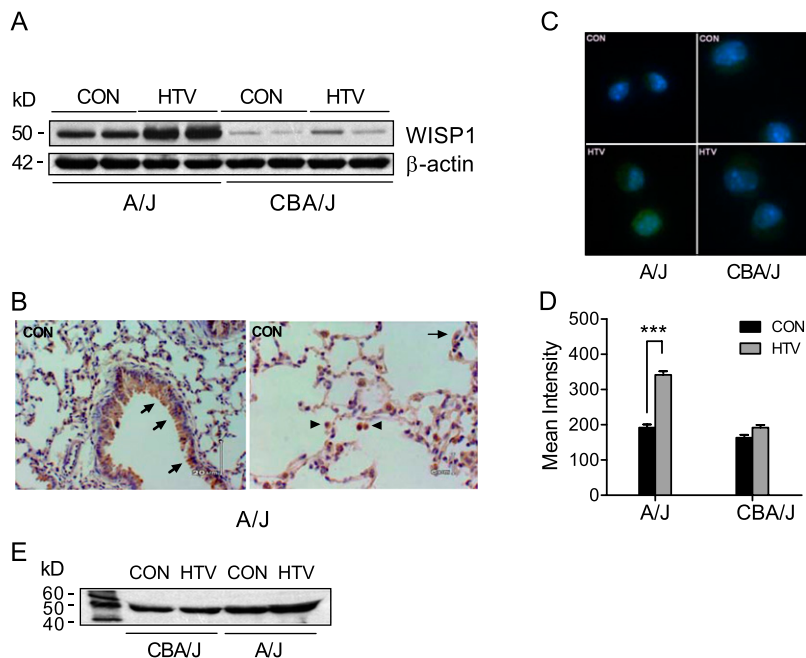 A
kD
CON HTV CON HTV
50 - WISP1
42 - β-actin
A/J CBA/J
B
CON CON
A/J
C
CON CON
HTV HTV
A/J CBA/J
D
500
400
300
200
100
0
Mean Intensity
***
CON
HTV
A/J CBA/J
E
kD
CON HTV CON HTV
60 -
50 -
40 -
CBA/J A/J